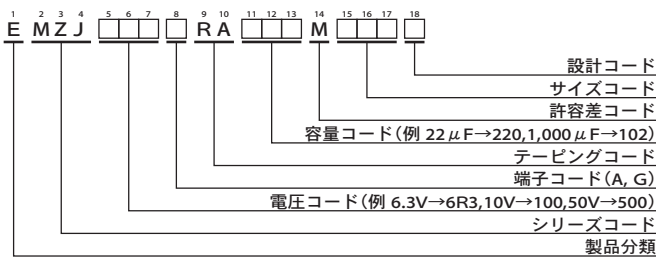 1 2 3 4 5 6 7 8 9 10 11 12 13 14 15 16 17 18
E MZJ □□□ □ RA □□□ M □□□ □
設計コード
サイズコード
許容差コード
容量コード(例 22μF→220,1,000μF→102)
テーピングコード
端子コード(A, G)
電圧コード(例 6.3V→6R3,10V→100,50V→500)
シリーズコード
製品分類